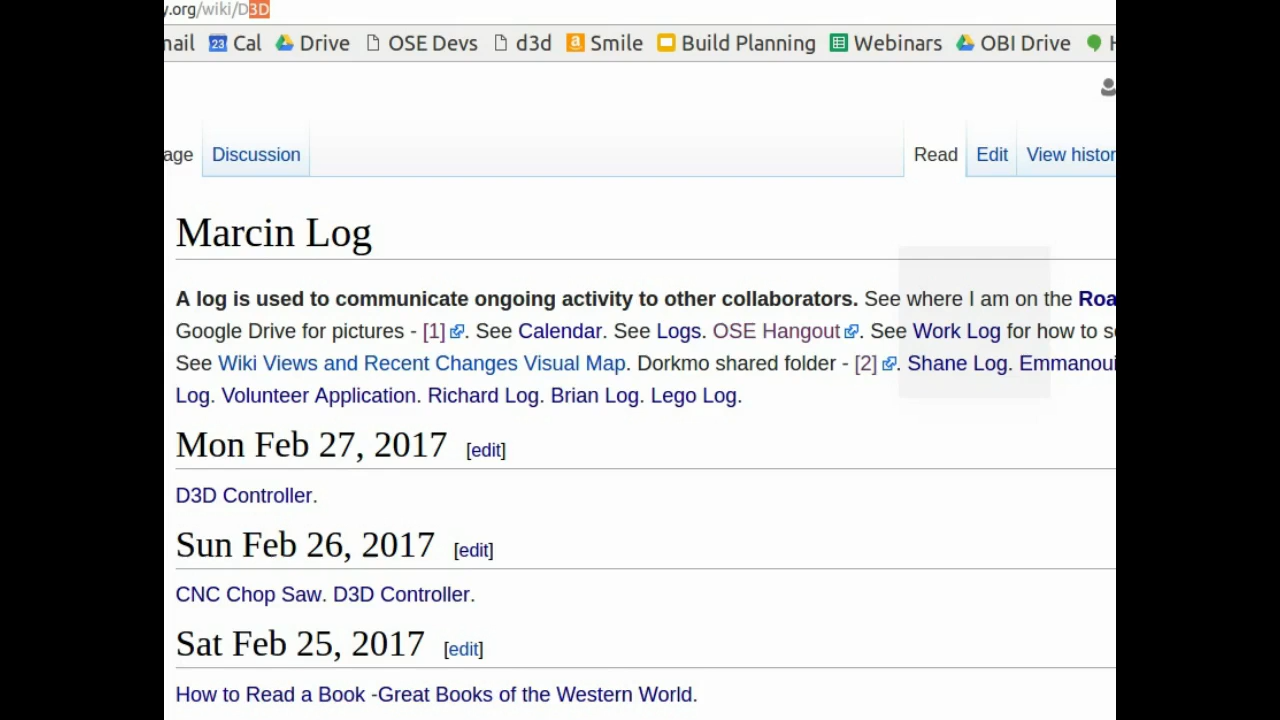 y.org/wiki/D3D
nail 23 Cal Drive OSE Devs d3d a Smile Build Planning Webinars OBI Drive H
age Discussion Read Edit View histor
Marcin Log
A log is used to communicate ongoing activity to other collaborators. See where I am on the Roa
Google Drive for pictures - [1] . See Calendar. See Logs. OSE Hangout . See Work Log for how to se
See Wiki Views and Recent Changes Visual Map. Dorkmo shared folder - [2] . Shane Log. Emmanoui
Log. Volunteer Application. Richard Log. Brian Log. Lego Log.
Mon Feb 27, 2017 [edit]
D3D Controller.
Sun Feb 26, 2017 [edit]
CNC Chop Saw. D3D Controller.
Sat Feb 25, 2017 [edit]
How to Read a Book -Great Books of the Western World.